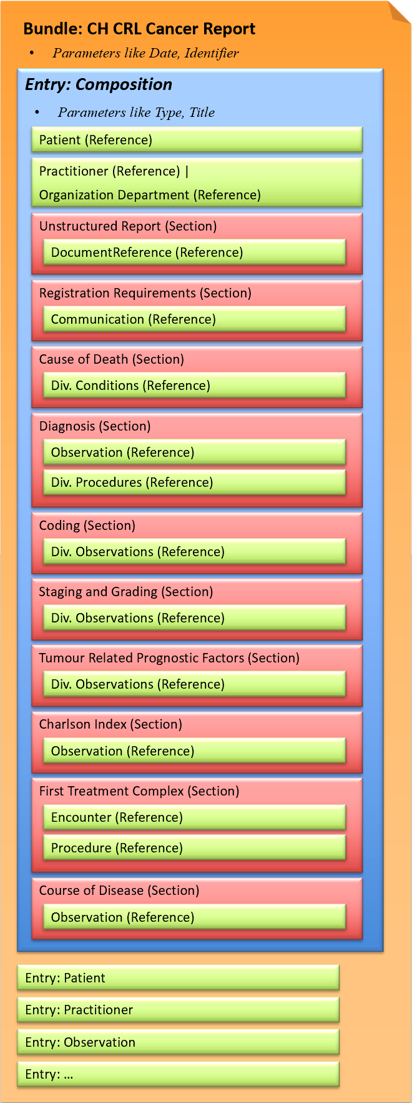 Bundle: CH CRL Cancer Report
• Parameters like Date, Identifier
Entry: Composition
• Parameters like Type, Title
Patient (Reference)
Practitioner (Reference) |
Organization Department (Reference)
Unstructured Report (Section)
DocumentReference (Reference)
Registration Requirements (Section)
Communication (Reference)
Cause of Death (Section)
Div. Conditions (Reference)
Diagnosis (Section)
Observation (Reference)
Div. Procedures (Reference)
Coding (Section)
Div. Observations (Reference)
Staging and Grading (Section)
Div. Observations (Reference)
Tumour Related Prognostic Factors (Section)
Div. Observations (Reference)
Charlson Index (Section)
Observation (Reference)
First Treatment Complex (Section)
Encounter (Reference)
Procedure (Reference)
Course of Disease (Section)
Observation (Reference)
Entry: Patient
Entry: Practitioner
Entry: Observation
Entry: …